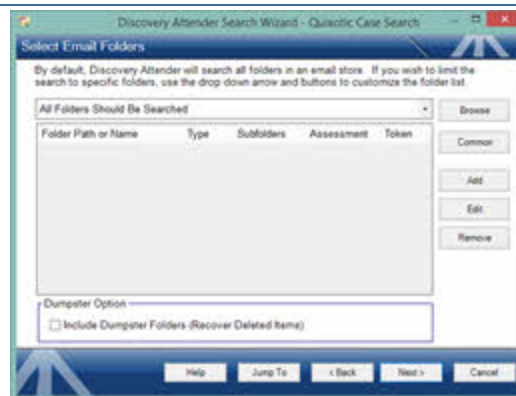 Discovery Attender Search Wizard - Quixotic Case Search
Select Email Folders
By default, Discovery Attender will search all folders in an email store. If you wish to limit the
search to specific folders, use the drop down arrow and buttons to customize the folder list.
All Folders Should Be Searched
Browse
Folder Path or Name Type Subfolders Assessment Token
Common
Add
Edit
Remove
Dumpster Option
Include Dumpster Folders (Recover Deleted Items)
Help Jump To < Back Next > Cancel